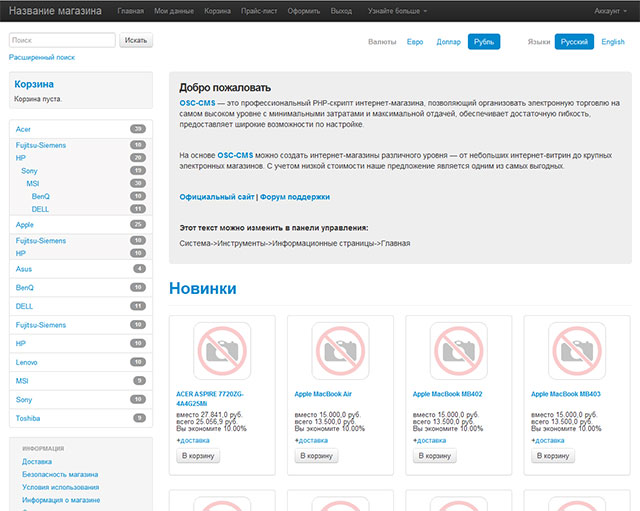 Название магазина Главная Мои данные Корзина Прайс-лист Оформить Выход Узнайте больше Аккаунт
Поиск Искать
Расширенный поиск
Валюты Евро Доллар Рубль Языки Русский English
Корзина
Корзина пуста.
Acer 39
Fujitsu-Siemens 10
HP 20
Sony 19
MSI 30
BenQ 10
DELL 11
Apple 25
Fujitsu-Siemens 10
HP 10
Asus 4
BenQ 10
DELL 11
Fujitsu-Siemens 10
HP 10
Lenovo 10
MSI 9
Sony 10
Toshiba 9
ИНФОРМАЦИЯ
Доставка
Безопасность магазина
Условия использования
Информация о магазине
Добро пожаловать
OSC-CMS — это профессиональный PHP-скрипт интернет-магазина, позволяющий организовать электронную торговлю на
самом высоком уровне с минимальными затратами и максимальной отдачей, обеспечивает достаточную гибкость,
предоставляет широкие возможности по настройке.
На основе OSC-CMS можно создать интернет-магазины различного уровня — от небольших интернет-витрин до крупных
электронных магазинов. С учетом низкой стоимости наше предложение является одним из самых выгодных.
Официальный сайт | Форум поддержки
Этот текст можно изменить в панели управления:
Система->Инструменты->Информационные страницы->Главная
Новинки
ACER ASPIRE 7720ZG-
4A4G25Mi
вместо 27.841,0 руб.
всего 25.056,9 руб.
Вы экономите 10.00%
+доставка
В корзину
Apple MacBook Air
вместо 15.000,0 руб.
всего 13.500,0 руб.
Вы экономите 10.00%
+доставка
В корзину
Apple MacBook MB402
вместо 15.000,0 руб.
всего 13.500,0 руб.
Вы экономите 10.00%
+доставка
В корзину
Apple MacBook MB403
вместо 15.000,0 руб.
всего 13.500,0 руб.
Вы экономите 10.00%
+доставка
В корзину